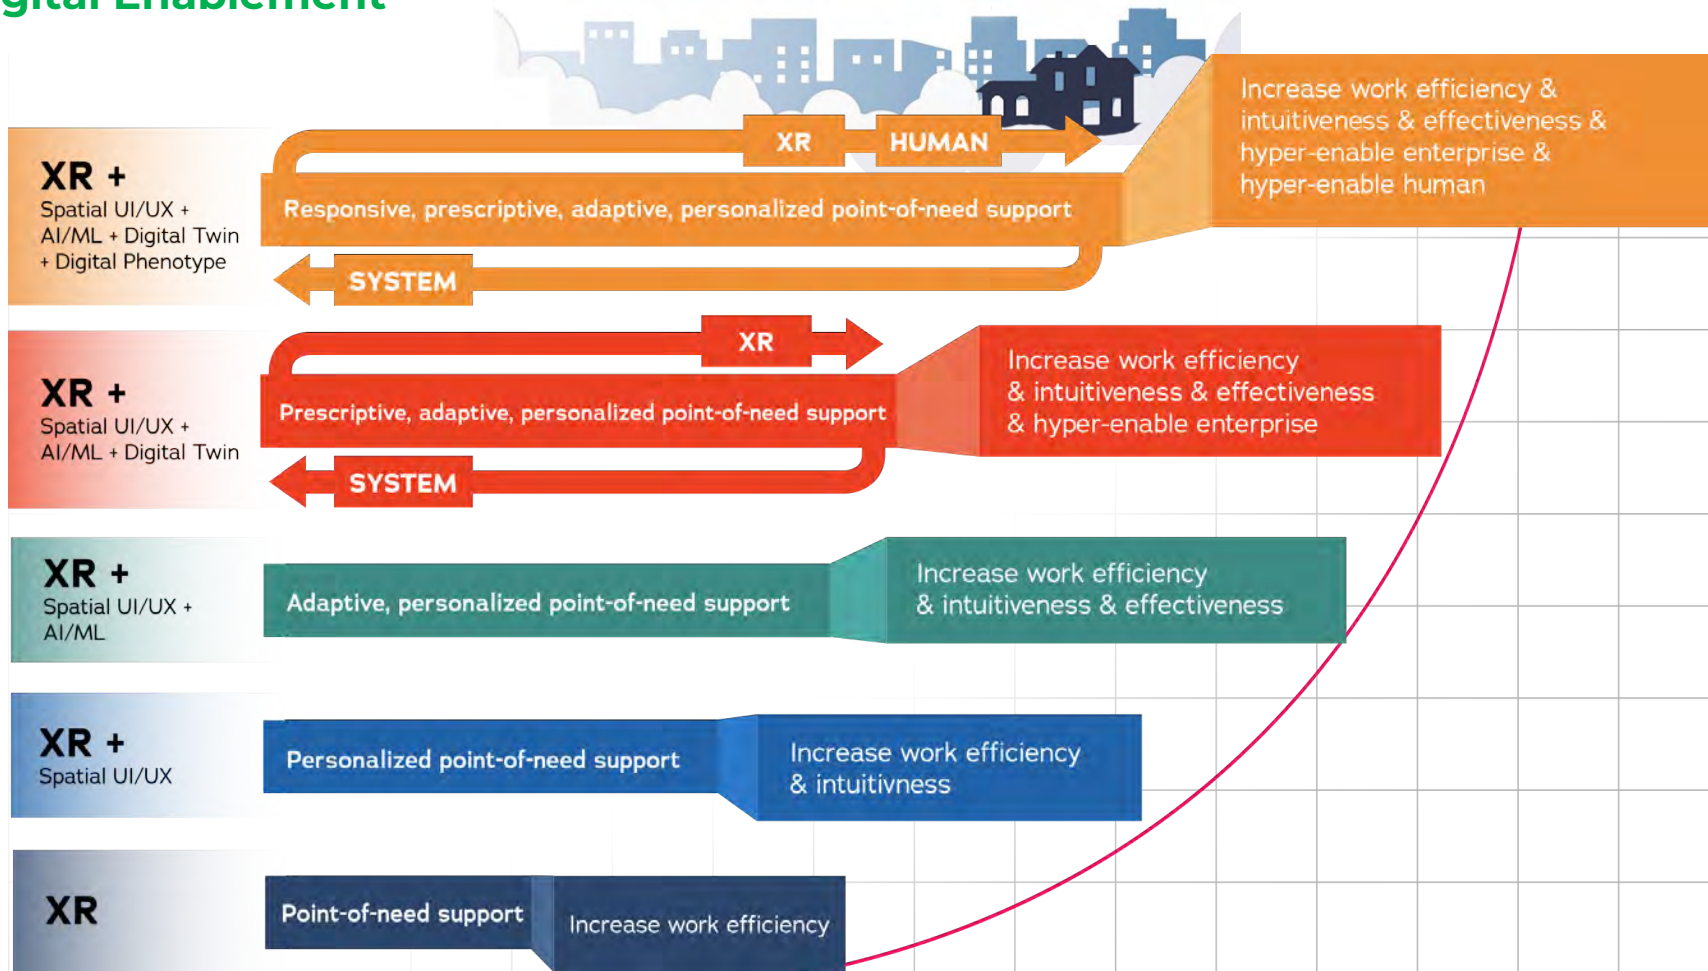 Digital Enablement
XR +
Spatial UI/UX +
AI/ML + Digital Twin
+ Digital Phenotype
XR
HUMAN
Responsive, prescriptive, adaptive, personalized point-of-need support
SYSTEM
Increase work efficiency &
intuitiveness & effectiveness &
hyper-enable enterprise &
hyper-enable human
XR +
Spatial UI/UX +
AI/ML + Digital Twin
XR
Prescriptive, adaptive, personalized point-of-need support
SYSTEM
Increase work efficiency
& intuitiveness & effectiveness
& hyper-enable enterprise
XR +
Spatial UI/UX +
AI/ML
Adaptive, personalized point-of-need support
Increase work efficiency
& intuitiveness & effectiveness
XR +
Spatial UI/UX
Personalized point-of-need support
Increase work efficiency
& intuitivness
XR
Point-of-need support
Increase work efficiency